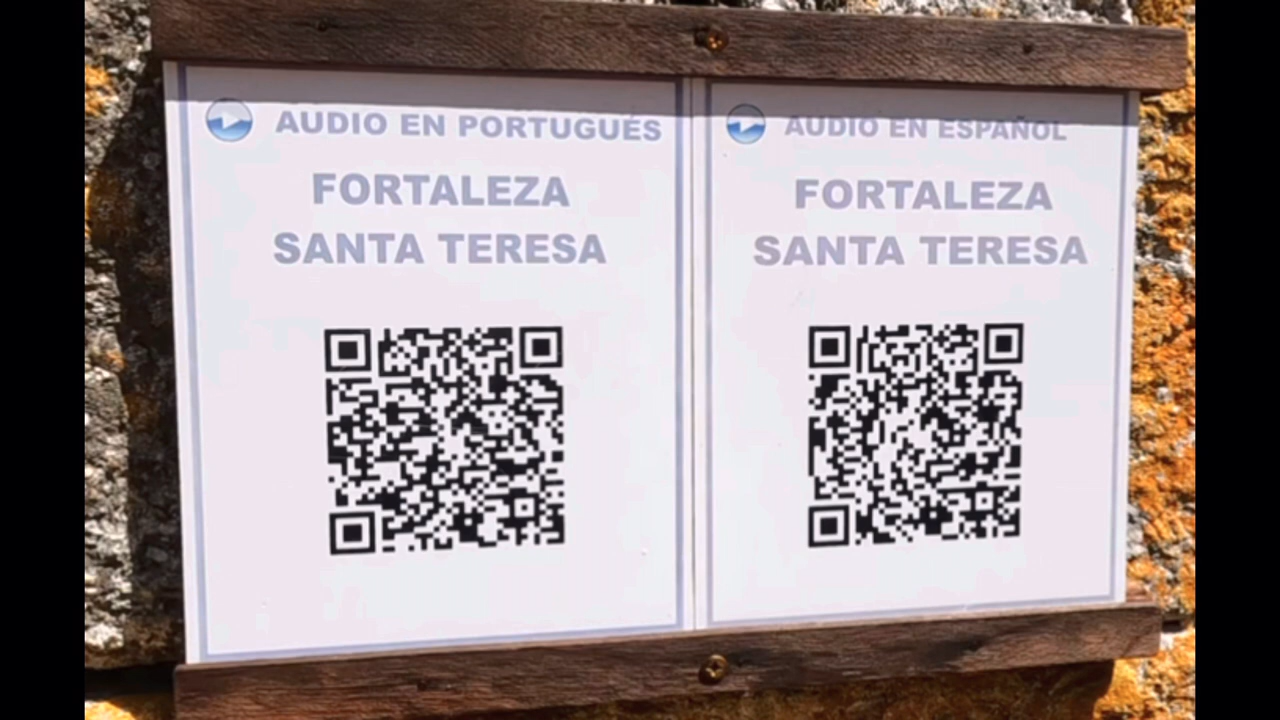 AUDIO EN PORTUGUÉS
FORTALEZA
SANTA TERESA
AUDIO EN ESPAÑOL
FORTALEZA
SANTA TERESA